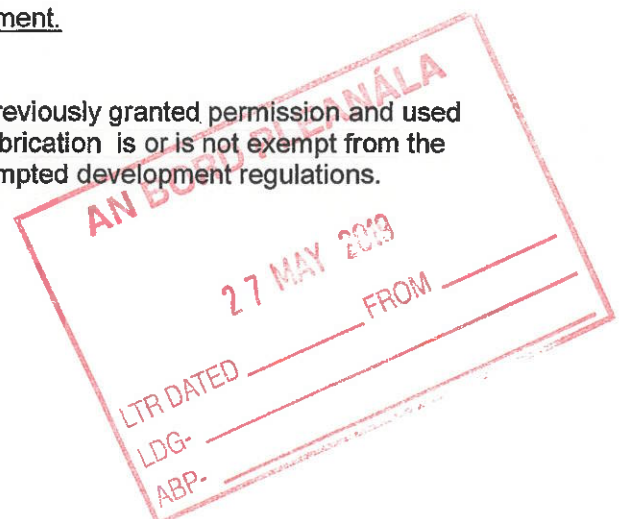 ment.
reviously granted permission and used
brication is or is not exempt from the
mpted development regulations.
AN BORD PLEANÁLA
27 MAY 2019
LTR DATED FROM
LDG-
ABP-